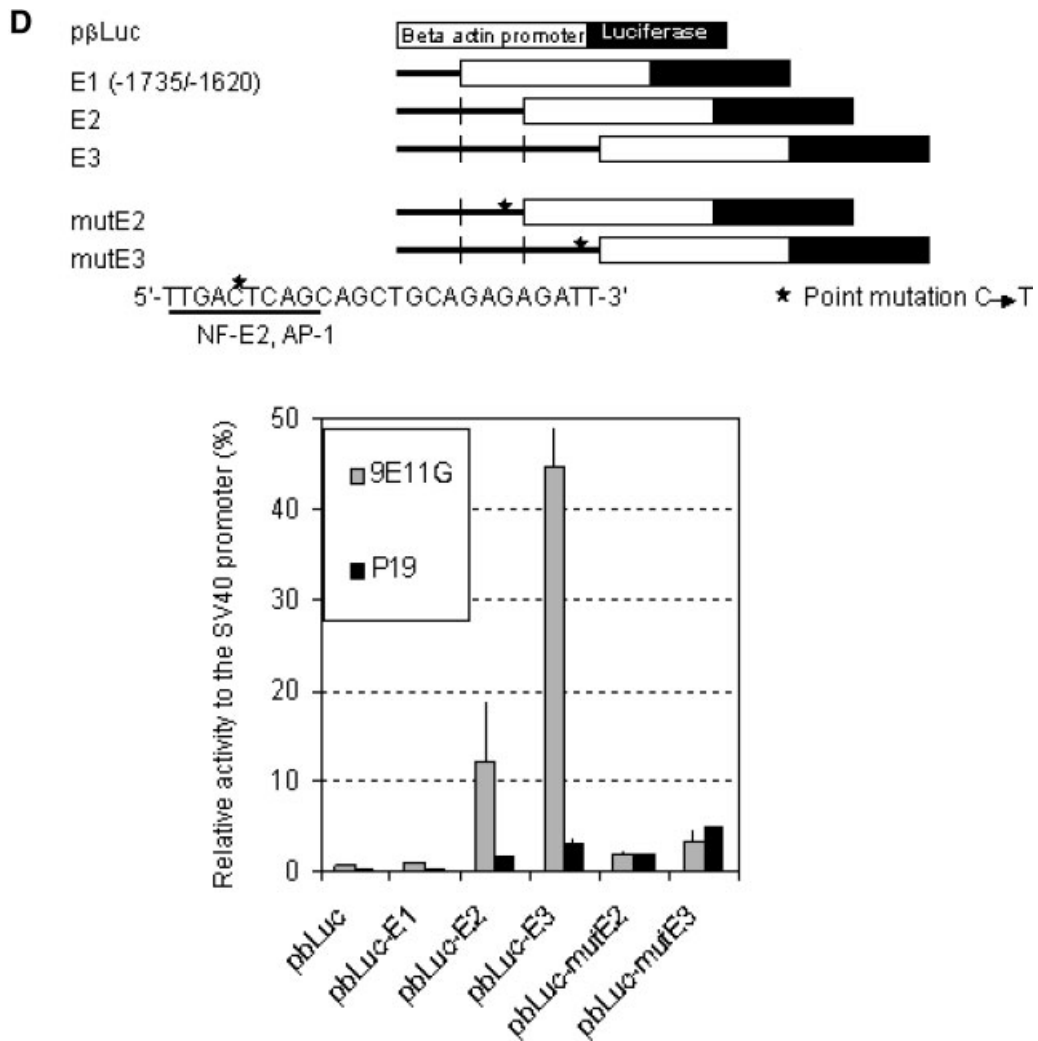 D
pβLuc
Beta actin promoter Luciferase
E1 (-1735/-1620)
E2
E3
mutE2
mutE3
5'-TTGACTCAGCAGCTGCAGAGAGATT-3'
★ Point mutation C→T
NF-E2, AP-1
Relative activity to the SV40 promoter (%)
50
40
30
20
10
0
9E11G
P19
pbLuc
pbLuc-E1
pbLuc-E2
pbLuc-E3
pbLuc-mutE2
pbLuc-mutE3